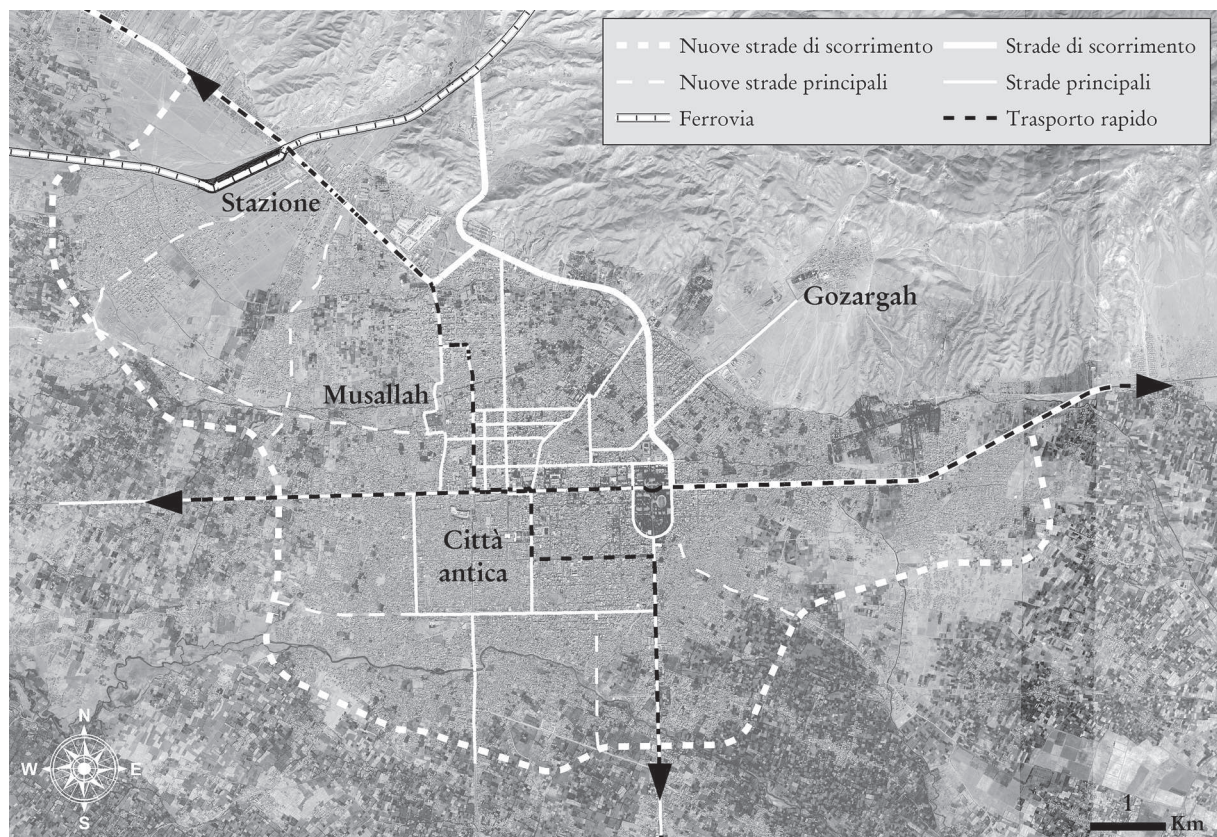 Nuove strade di scorrimento
Strade di scorrimento
Nuove strade principali
Strade principali
Ferrovia
Trasporto rapido
Stazione
Gozargah
Musallah
Città
antica
N
W
E
S
1
Km